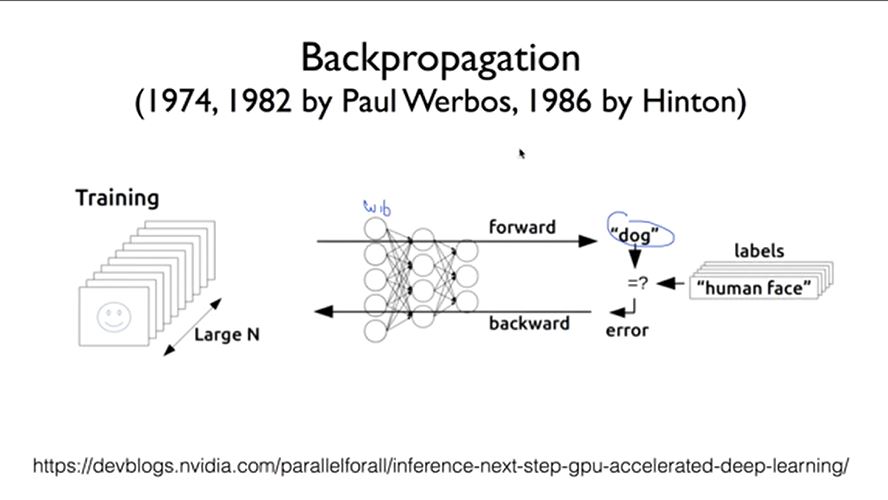 Backpropagation
(1974, 1982 by Paul Werbos, 1986 by Hinton)
Training
w,b
forward
"dog"
labels
=?
"human face"
Large N
backward
error
https://devblogs.nvidia.com/parallelforall/inference-next-step-gpu-accelerated-deep-learning/